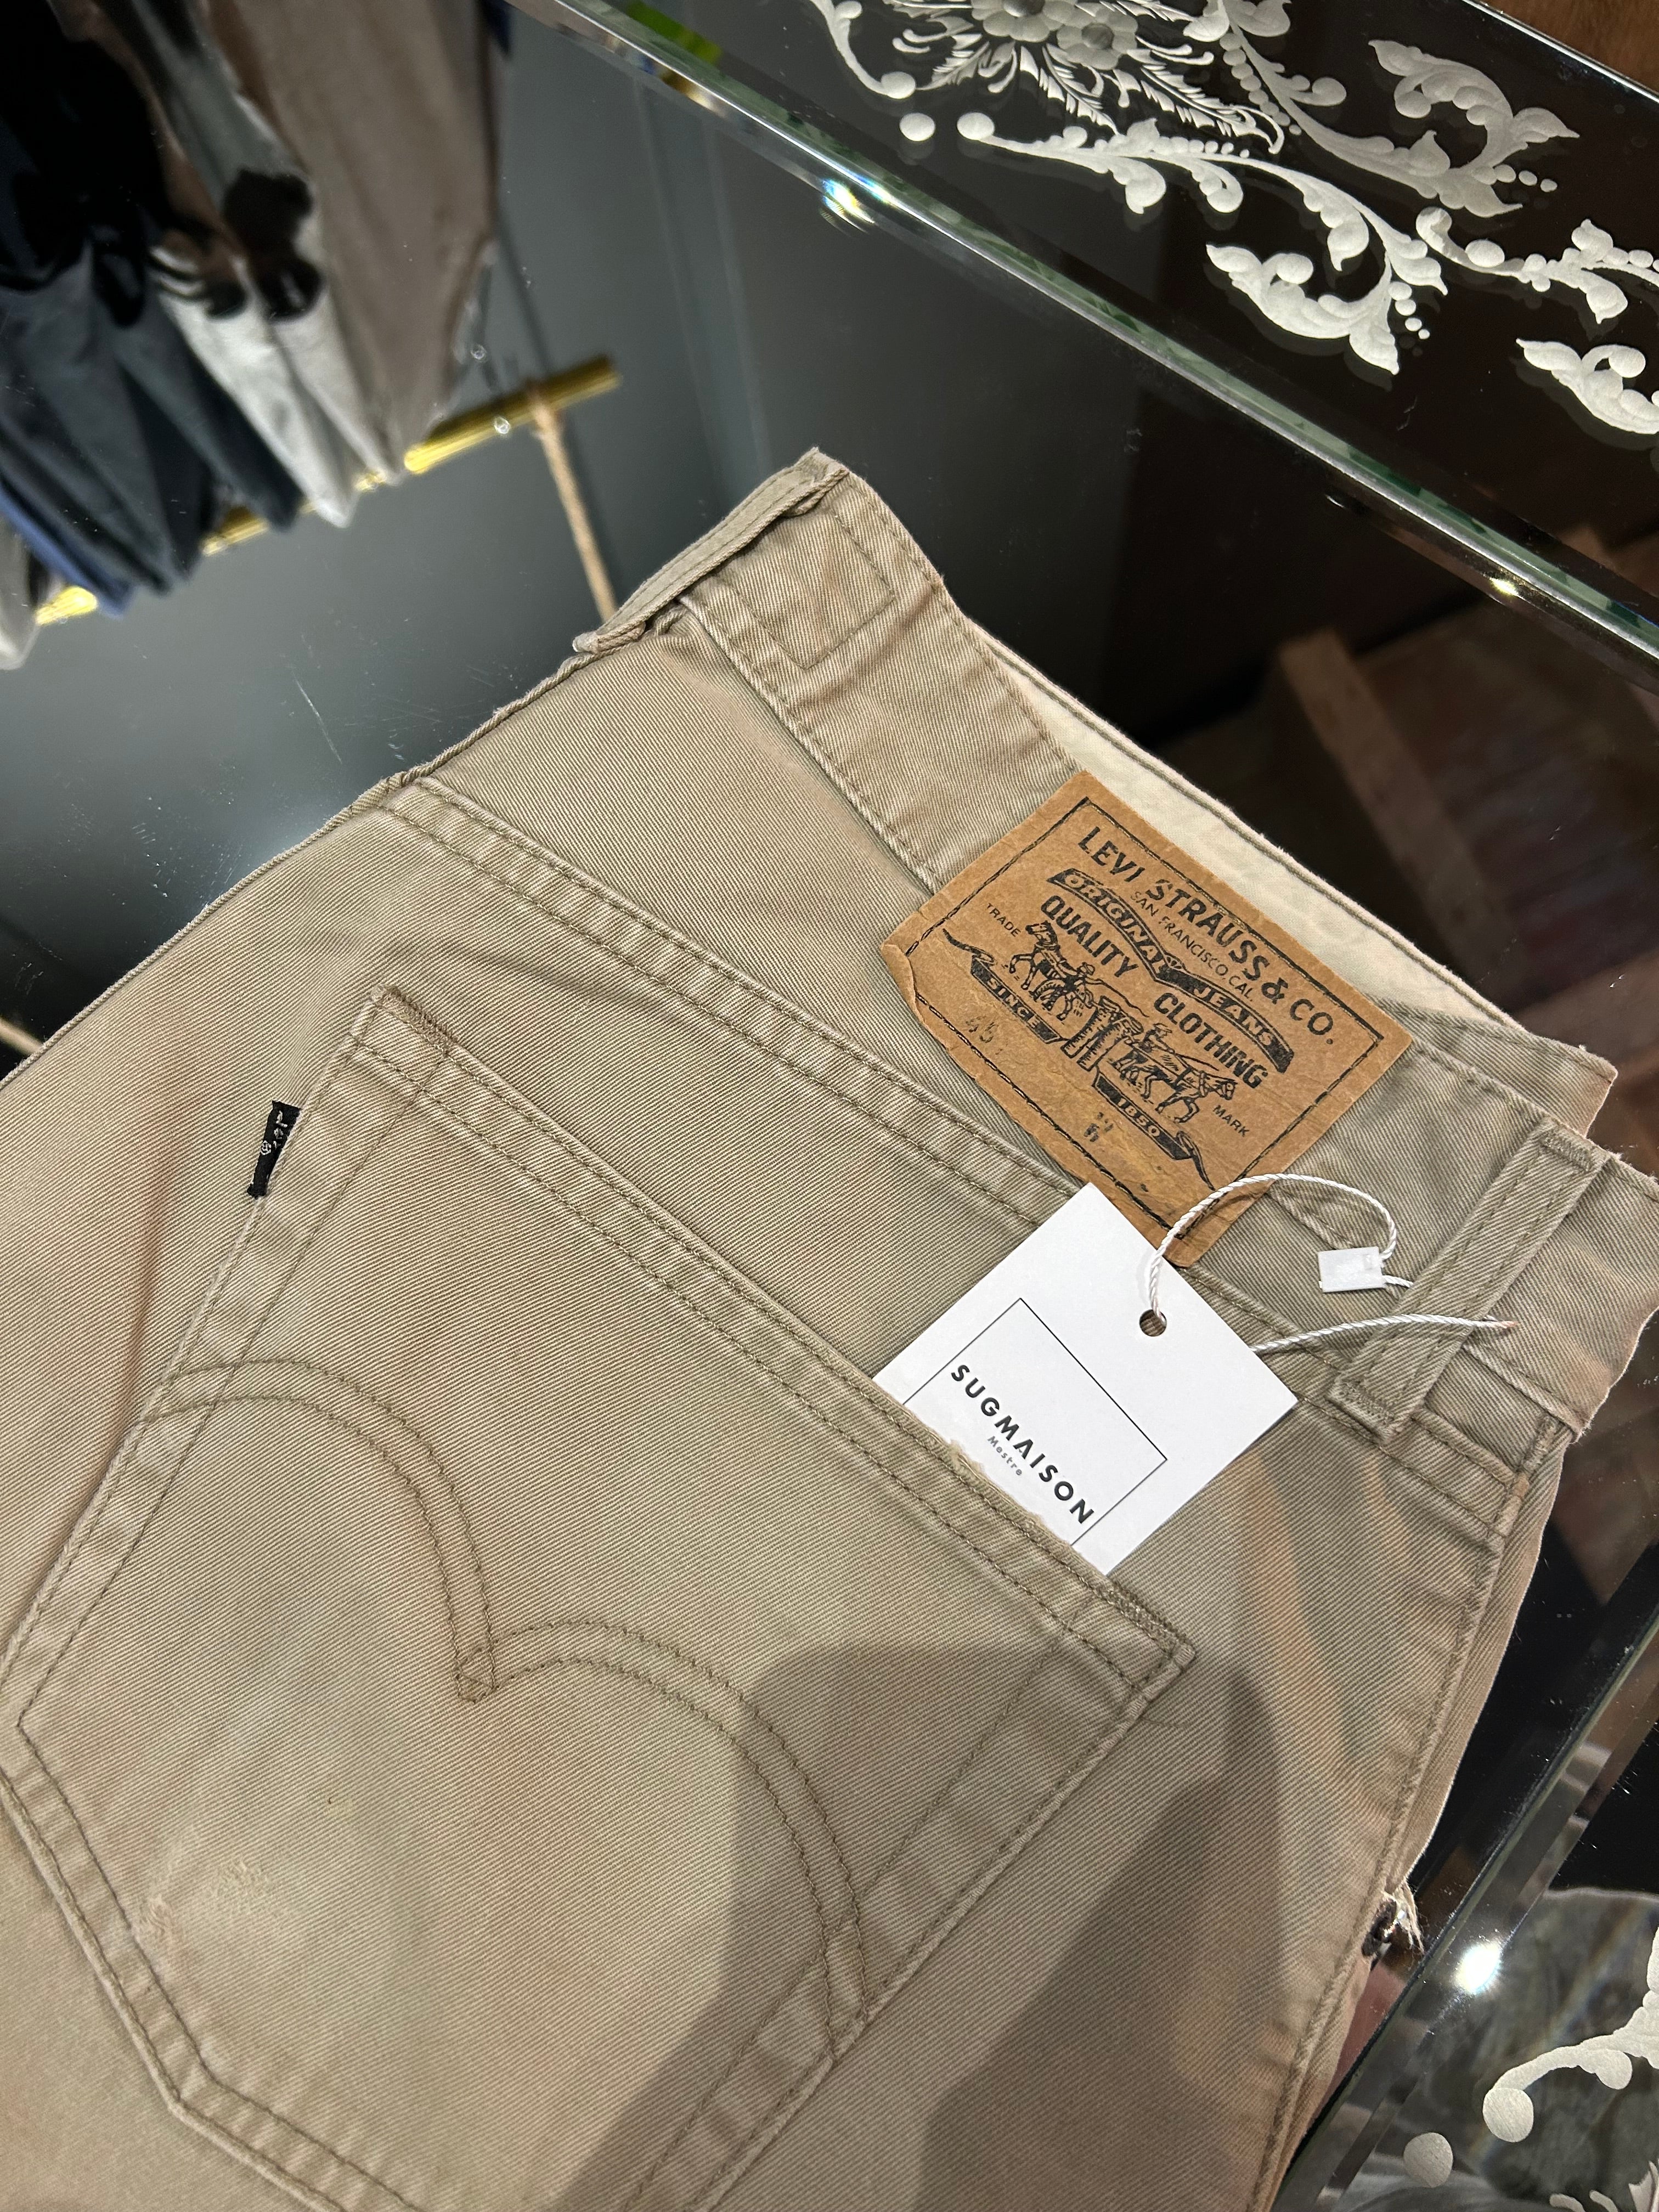 LEVI STRAUSS & CO.
SAN FRANCISCO, CAL
ORIGINAL JEANS
QUALITY CLOTHING
TRADE MARK
SINCE 1850
SUGMAISON
Mestre